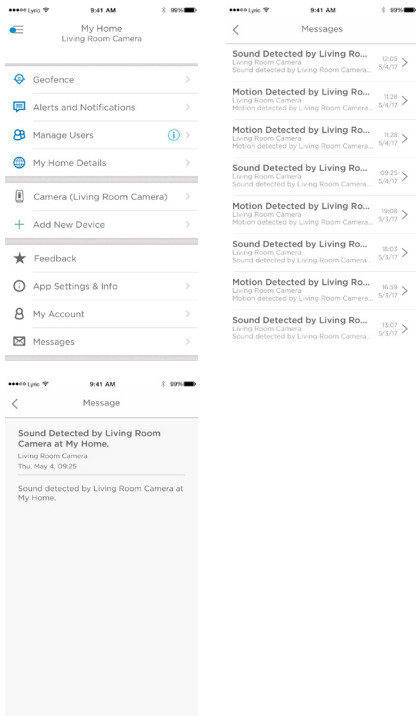 Lyric 9:41 AM 99%
My Home
Living Room Camera
Geofence
Alerts and Notifications
Manage Users
My Home Details
Camera (Living Room Camera)
Add New Device
Feedback
App Settings & Info
My Account
Messages
Lyric 9:41 AM 99%
Messages
Sound Detected by Living Ro...
Living Room Camera
Sound detected by Living Room Camera...
12:05
5/4/17
Motion Detected by Living Ro...
Living Room Camera
Motion detected by Living Room Camera...
11:28
5/4/17
Motion Detected by Living Ro...
Living Room Camera
Motion detected by Living Room Camera...
11:28
5/4/17
Sound Detected by Living Ro...
Living Room Camera
Sound detected by Living Room Camera...
09:25
5/4/17
Motion Detected by Living Ro...
Living Room Camera
Motion detected by Living Room Camera...
19:08
5/3/17
Sound Detected by Living Ro...
Living Room Camera
Sound detected by Living Room Camera...
18:03
5/3/17
Motion Detected by Living Ro...
Living Room Camera
Motion detected by Living Room Camera...
16:59
5/3/17
Sound Detected by Living Ro...
Living Room Camera
Sound detected by Living Room Camera...
13:07
5/3/17
Lyric 9:41 AM 99%
Message
Sound Detected by Living Room
Camera at My Home.
Living Room Camera
Thu, May 4, 09:25
Sound detected by Living Room Camera at
My Home.